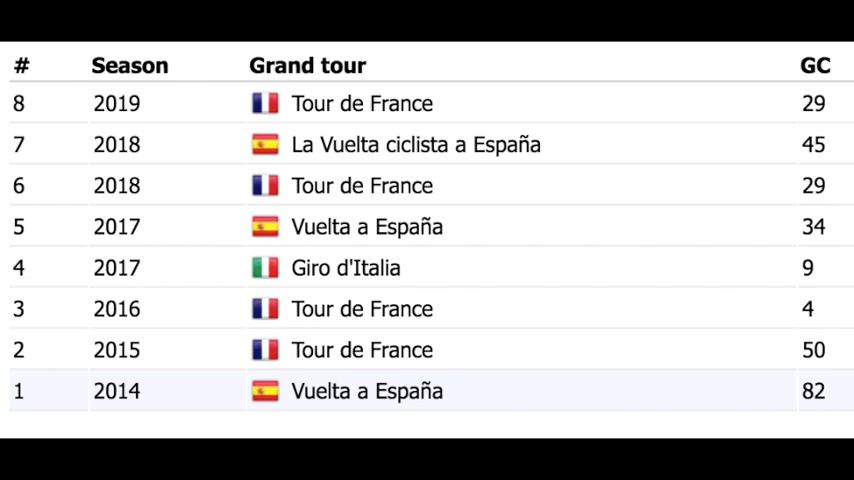 # Season Grand tour GC
8 2019 Tour de France 29
7 2018 La Vuelta ciclista a España 45
6 2018 Tour de France 29
5 2017 Vuelta a España 34
4 2017 Giro d'Italia 9
3 2016 Tour de France 4
2 2015 Tour de France 50
1 2014 Vuelta a España 82